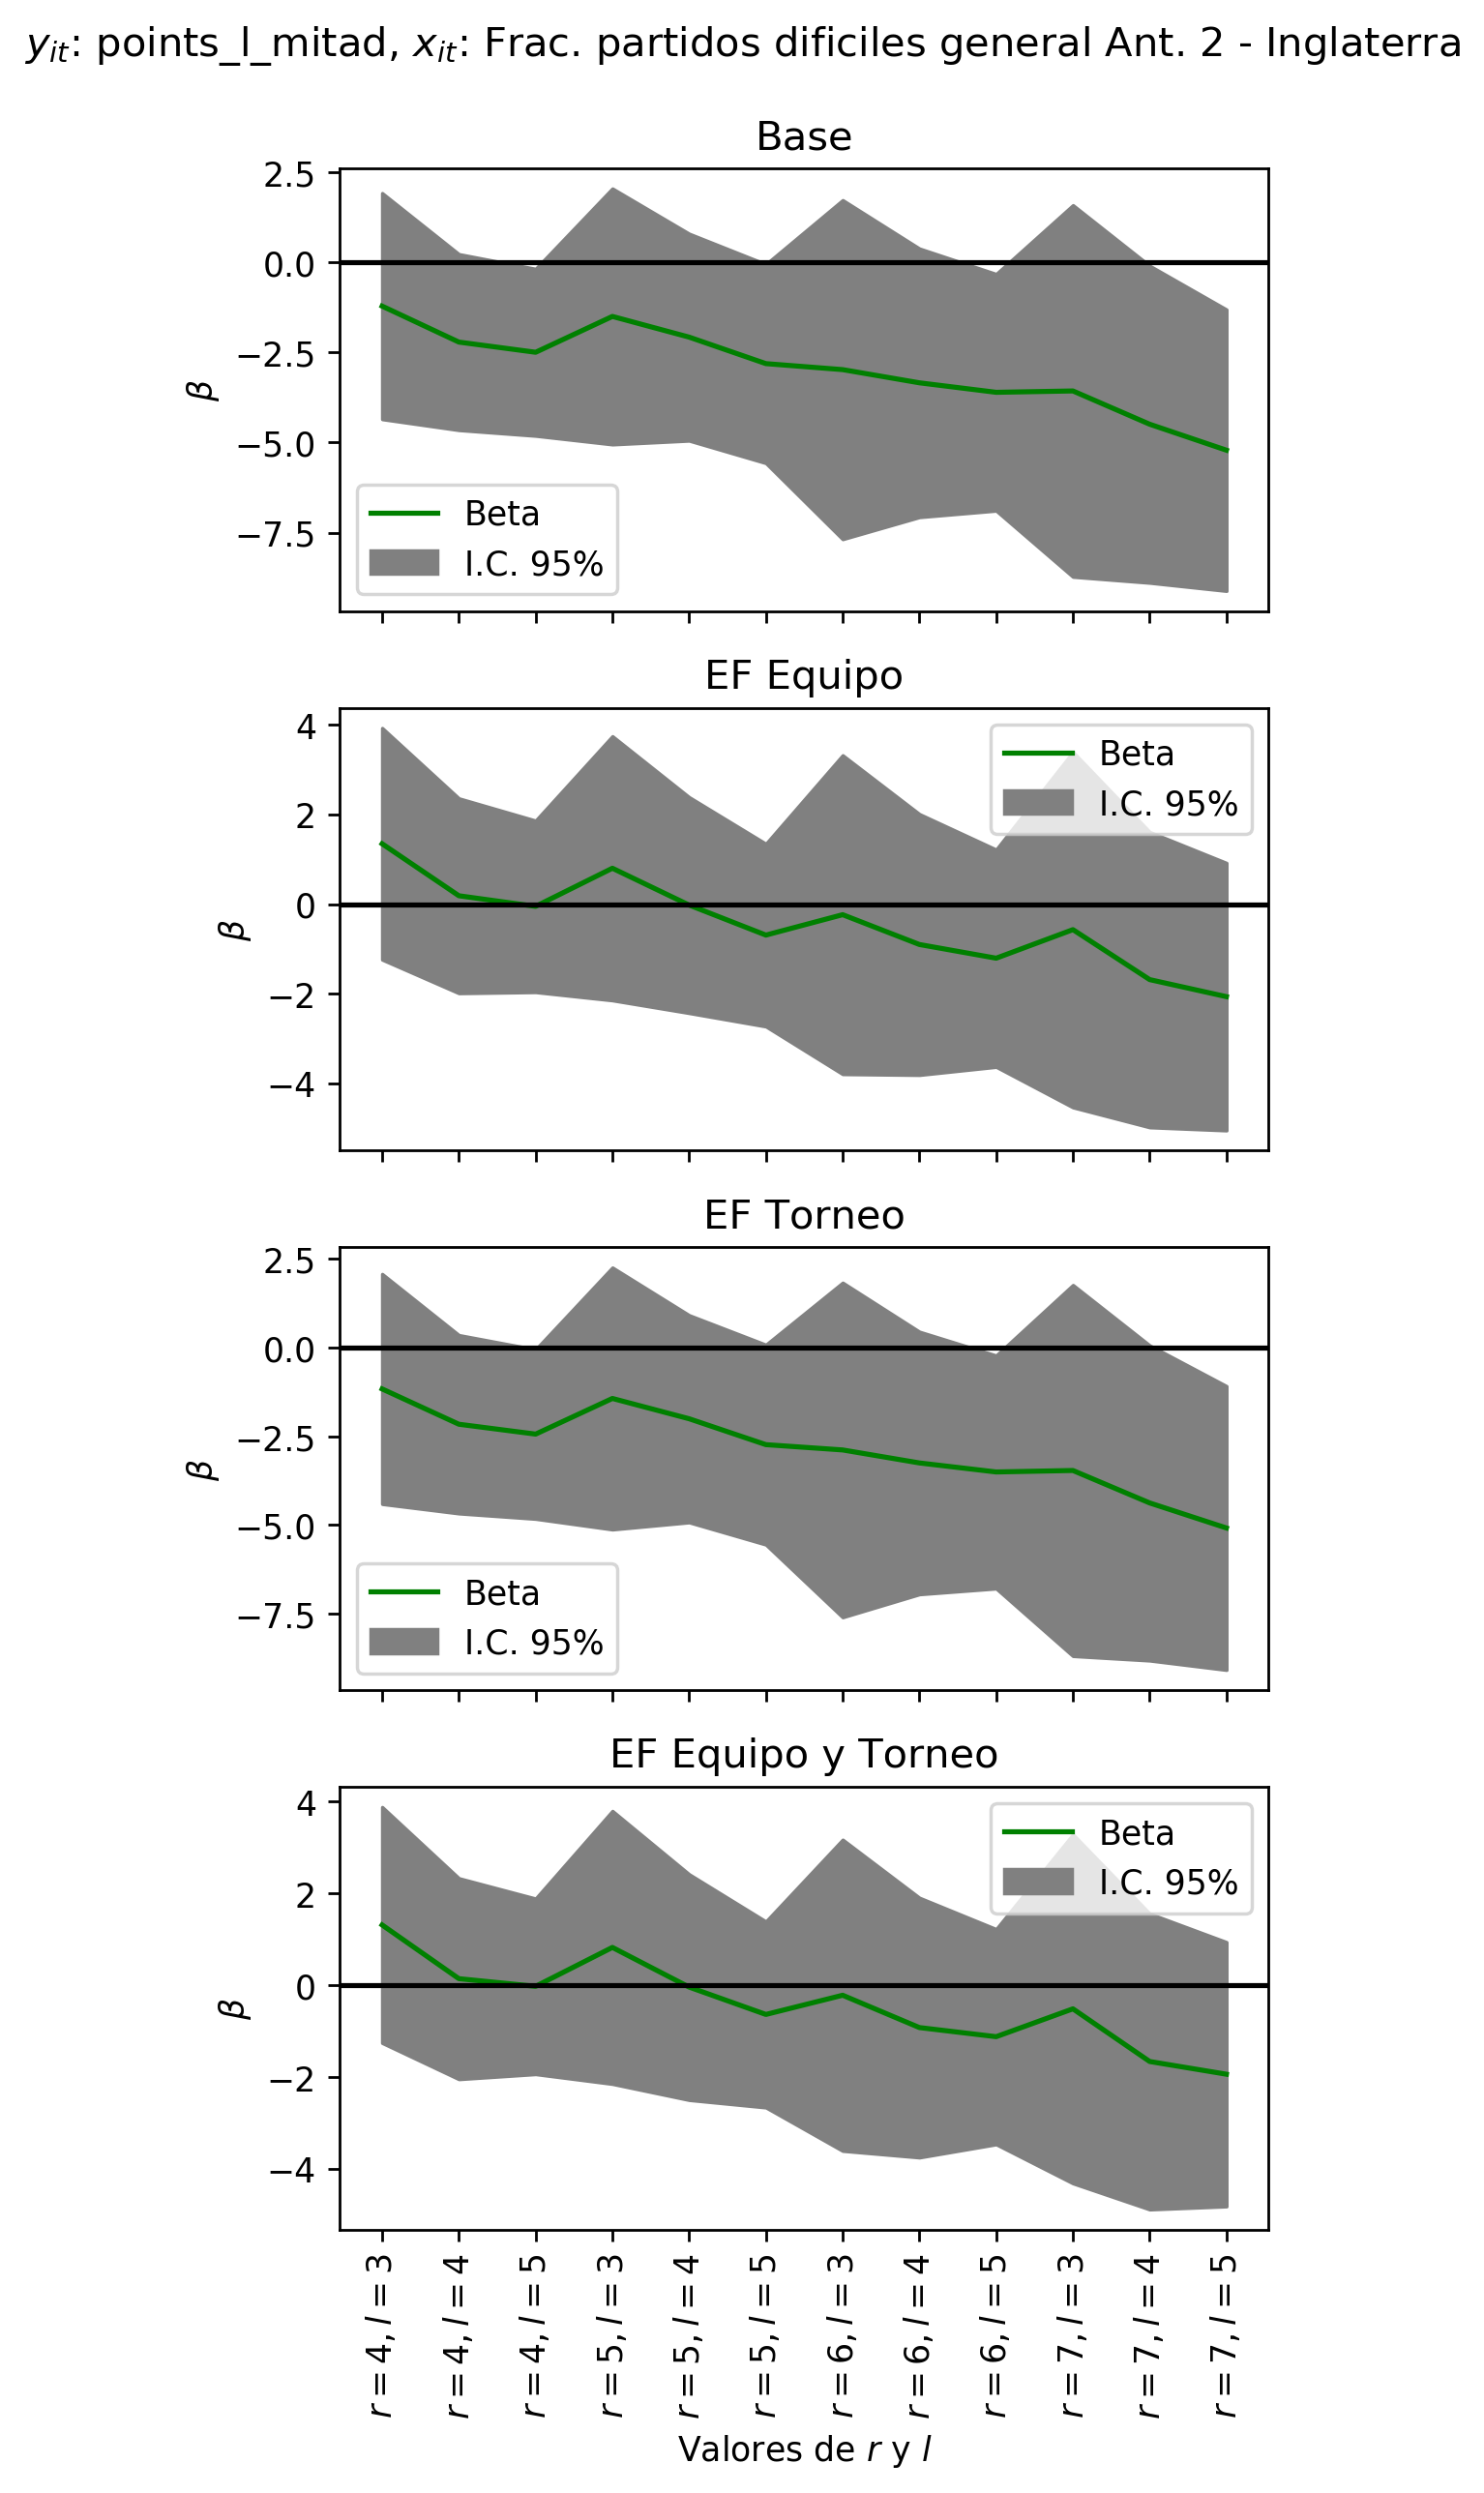 y_it: points_l_mitad, x_it: Frac. partidos dificiles general Ant. 2 - Inglaterra
Base
2.5
0.0
−2.5
−5.0
−7.5
β
Beta
I.C. 95%
EF Equipo
4
2
0
−2
−4
β
Beta
I.C. 95%
EF Torneo
2.5
0.0
−2.5
−5.0
−7.5
β
Beta
I.C. 95%
EF Equipo y Torneo
4
2
0
−2
−4
β
Beta
I.C. 95%
r = 4, l = 3
r = 4, l = 4
r = 4, l = 5
r = 5, l = 3
r = 5, l = 4
r = 5, l = 5
r = 6, l = 3
r = 6, l = 4
r = 6, l = 5
r = 7, l = 3
r = 7, l = 4
r = 7, l = 5
Valores de r y l